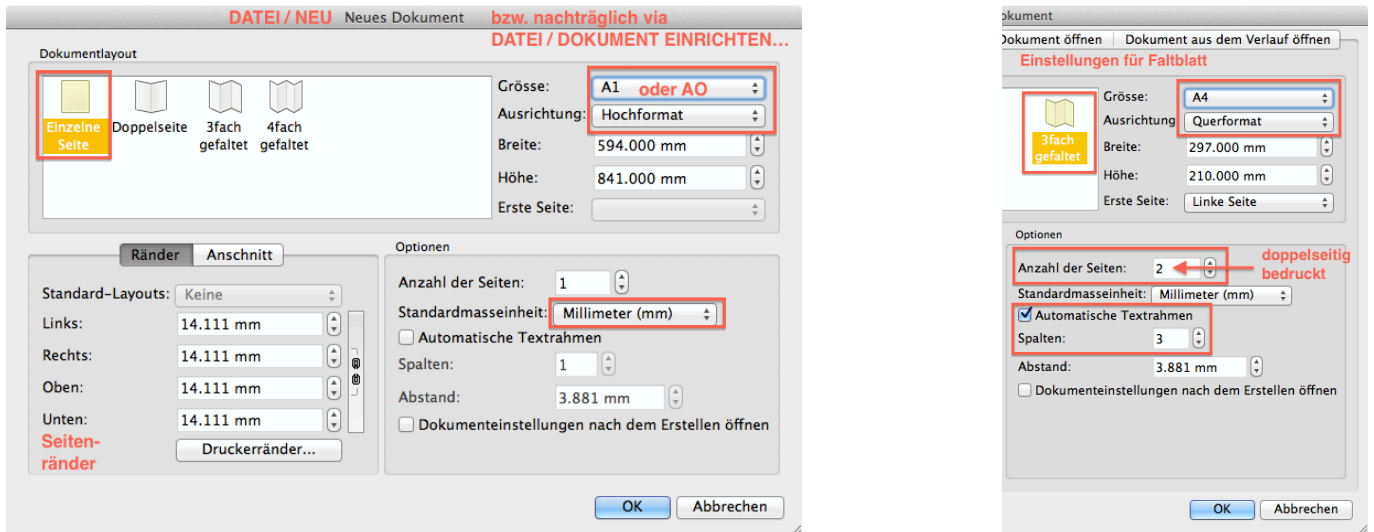 DATEI / NEU Neues Dokument bzw. nachträglich via
DATEI / DOKUMENT EINRICHTEN...
Dokumentlayout
Einzelne Seite
Doppelseite
3fach gefaltet
4fach gefaltet
Grösse: A1 oder AO
Ausrichtung: Hochformat
Breite: 594.000 mm
Höhe: 841.000 mm
Erste Seite:
Ränder Anschnitt
Standard-Layouts: Keine
Links: 14.111 mm
Rechts: 14.111 mm
Oben: 14.111 mm
Unten: 14.111 mm
Seiten-
ränder
Druckerränder...
Optionen
Anzahl der Seiten: 1
Standardmasseinheit: Millimeter (mm)
Automatische Textrahmen
Spalten: 1
Abstand: 3.881 mm
Dokumenteinstellungen nach dem Erstellen öffnen
OK Abbrechen
okument
Dokument öffnen Dokument aus dem Verlauf öffnen
Einstellungen für Faltblatt
3fach
gefaltet
Grösse: A4
Ausrichtung Querformat
Breite: 297.000 mm
Höhe: 210.000 mm
Erste Seite: Linke Seite
Optionen
Anzahl der Seiten: 2
doppelseitig
bedruckt
Standardmasseinheit: Millimeter (mm)
Automatische Textrahmen
Spalten: 3
Abstand: 3.881 mm
Dokumenteinstellungen nach dem Erstellen öffnen
OK Abbrechen